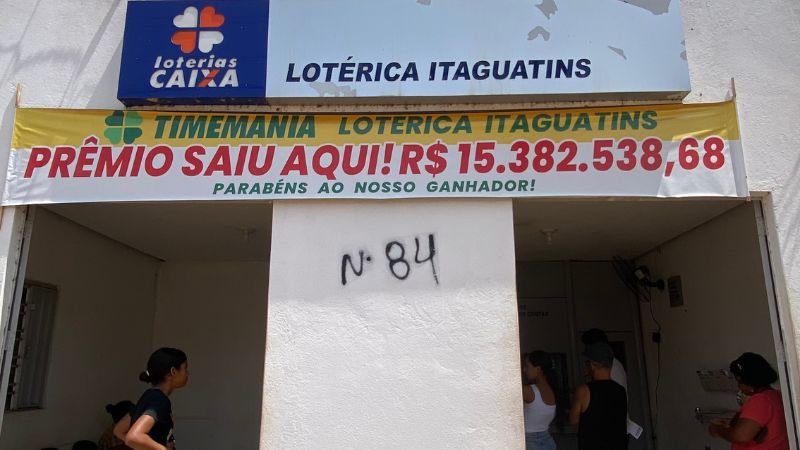 loterias
CAIXA
LOTÉRICA ITAGUATINS
TIMEMANIA LOTERICA ITAGUATINS
PRÊMIO SAIU AQUI! R$ 15.382.538,68
PARABÉNS AO NOSSO GANHADOR!
N. 84